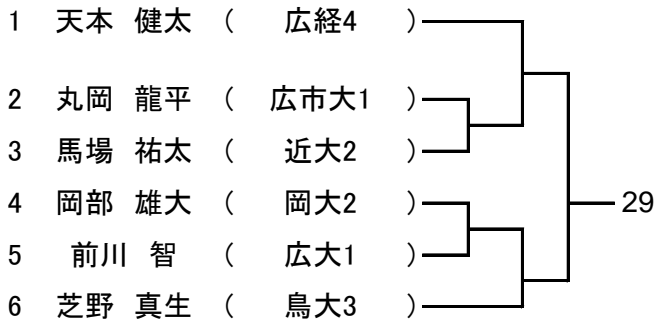 1 天本 健太 ( 広経4 )
2 丸岡 龍平 ( 広市大1 )
3 馬場 祐太 ( 近大2 )
4 岡部 雄大 ( 岡大2 )
29
5 前川 智 ( 広大1 )
6 芝野 真生 ( 鳥大3 )